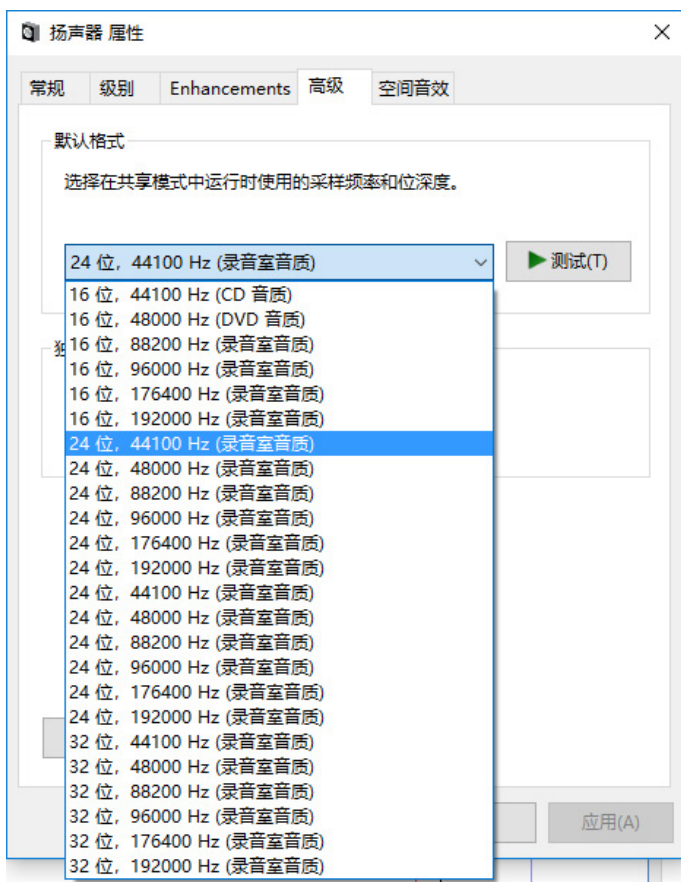 扬声器 属性
常规 级别 Enhancements 高级 空间音效
默认格式
选择在共享模式中运行时使用的采样频率和位深度。
24 位，44100 Hz (录音室音质)
测试(T)
16 位，44100 Hz (CD 音质)
16 位，48000 Hz (DVD 音质)
独
16 位，88200 Hz (录音室音质)
16 位，96000 Hz (录音室音质)
16 位，176400 Hz (录音室音质)
16 位，192000 Hz (录音室音质)
24 位，44100 Hz (录音室音质)
24 位，48000 Hz (录音室音质)
24 位，88200 Hz (录音室音质)
24 位，96000 Hz (录音室音质)
24 位，176400 Hz (录音室音质)
24 位，192000 Hz (录音室音质)
24 位，44100 Hz (录音室音质)
24 位，48000 Hz (录音室音质)
24 位，88200 Hz (录音室音质)
24 位，96000 Hz (录音室音质)
24 位，176400 Hz (录音室音质)
24 位，192000 Hz (录音室音质)
32 位，44100 Hz (录音室音质)
32 位，48000 Hz (录音室音质)
32 位，88200 Hz (录音室音质)
32 位，96000 Hz (录音室音质)
32 位，176400 Hz (录音室音质)
32 位，192000 Hz (录音室音质)
应用(A)